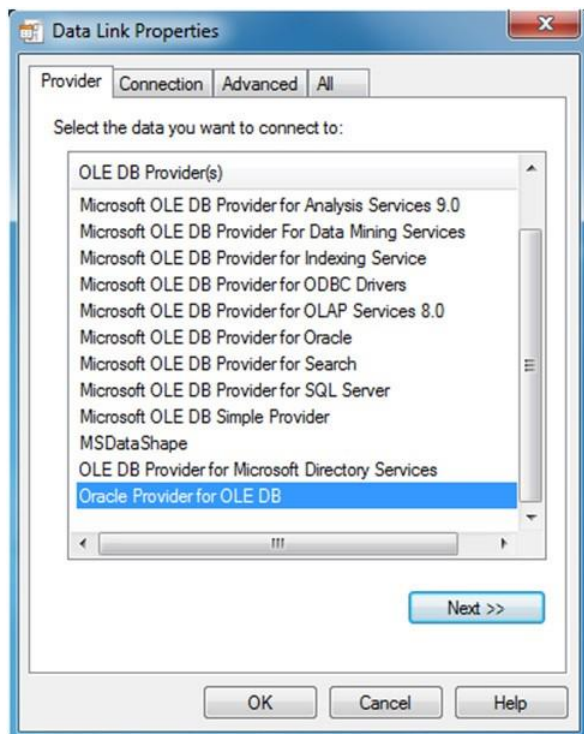 Data Link Properties
Provider Connection Advanced All
Select the data you want to connect to:
OLE DB Provider(s)
Microsoft OLE DB Provider for Analysis Services 9.0
Microsoft OLE DB Provider For Data Mining Services
Microsoft OLE DB Provider for Indexing Service
Microsoft OLE DB Provider for ODBC Drivers
Microsoft OLE DB Provider for OLAP Services 8.0
Microsoft OLE DB Provider for Oracle
Microsoft OLE DB Provider for Search
Microsoft OLE DB Provider for SQL Server
Microsoft OLE DB Simple Provider
MSDataShape
OLE DB Provider for Microsoft Directory Services
Oracle Provider for OLE DB
Next >>
OK Cancel Help